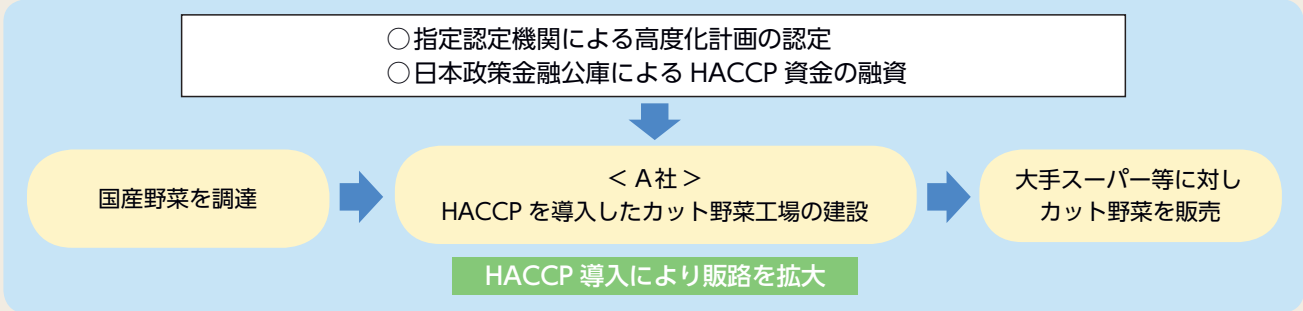 ○指定認定機関による高度化計画の認定
○日本政策金融公庫による HACCP 資金の融資
国産野菜を調達
＜ A社 ＞
HACCP を導入したカット野菜工場の建設
大手スーパー等に対し
カット野菜を販売
HACCP 導入により販路を拡大